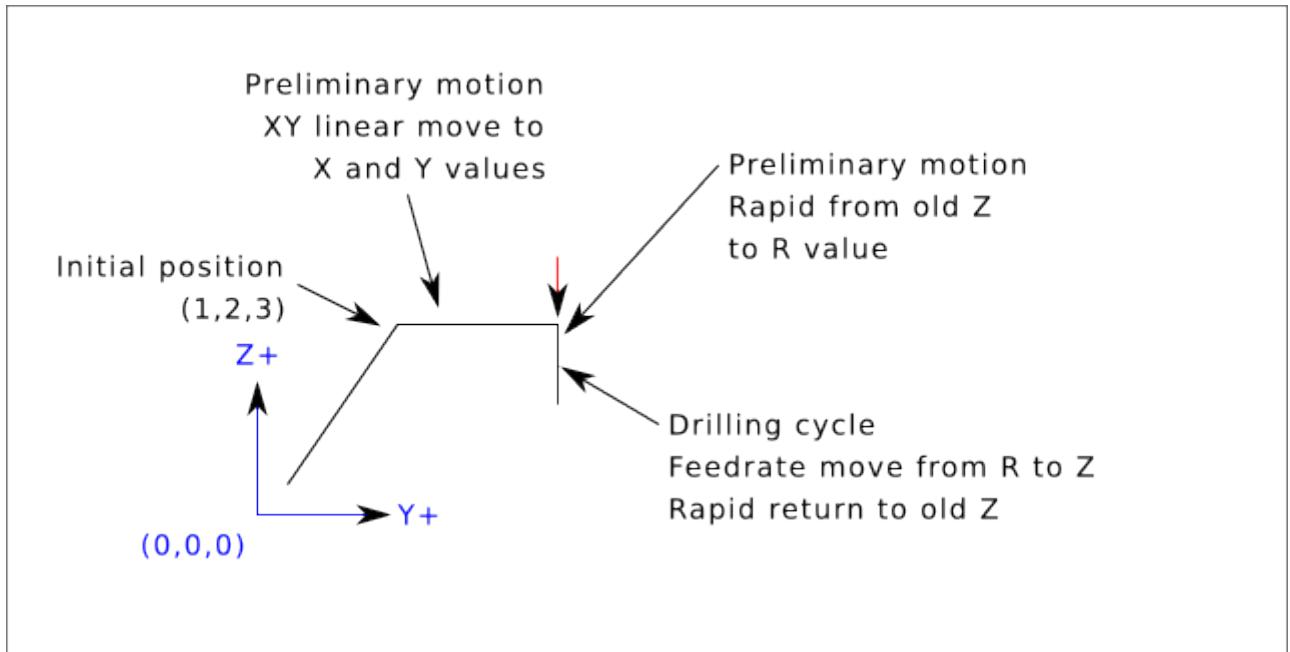 Preliminary motion
XY linear move to
X and Y values
Preliminary motion
Rapid from old Z
to R value
Initial position
(1,2,3)
Z+
Drilling cycle
Feedrate move from R to Z
Rapid return to old Z
Y+
(0,0,0)